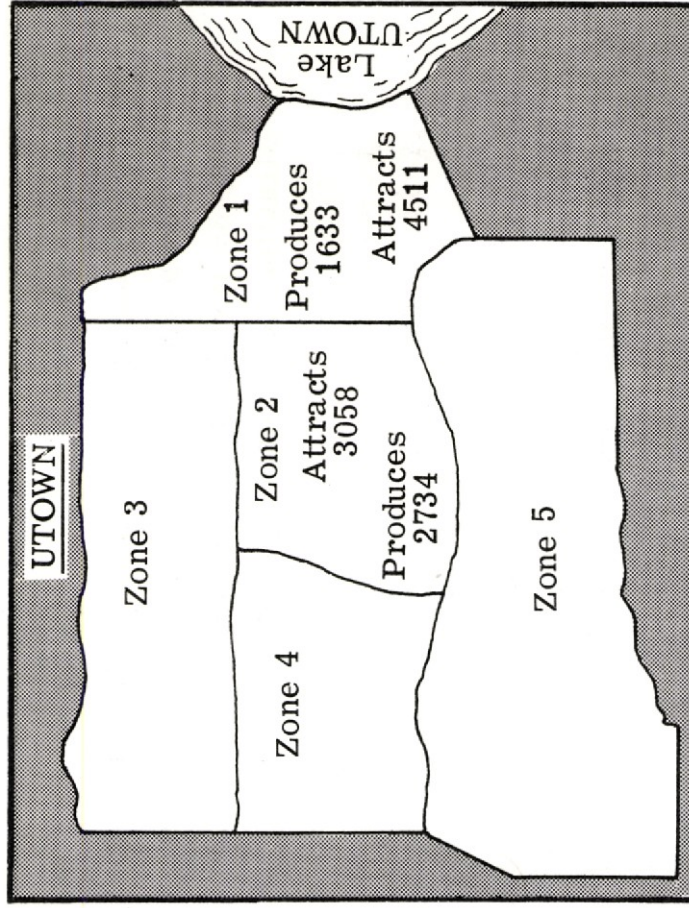 UTOWN
Zone 3
Zone 4
Zone 2
Attracts
3058
Produces
2734
Zone 1
Produces
1633
Attracts
4511
Lake
UTOWN
Zone 5